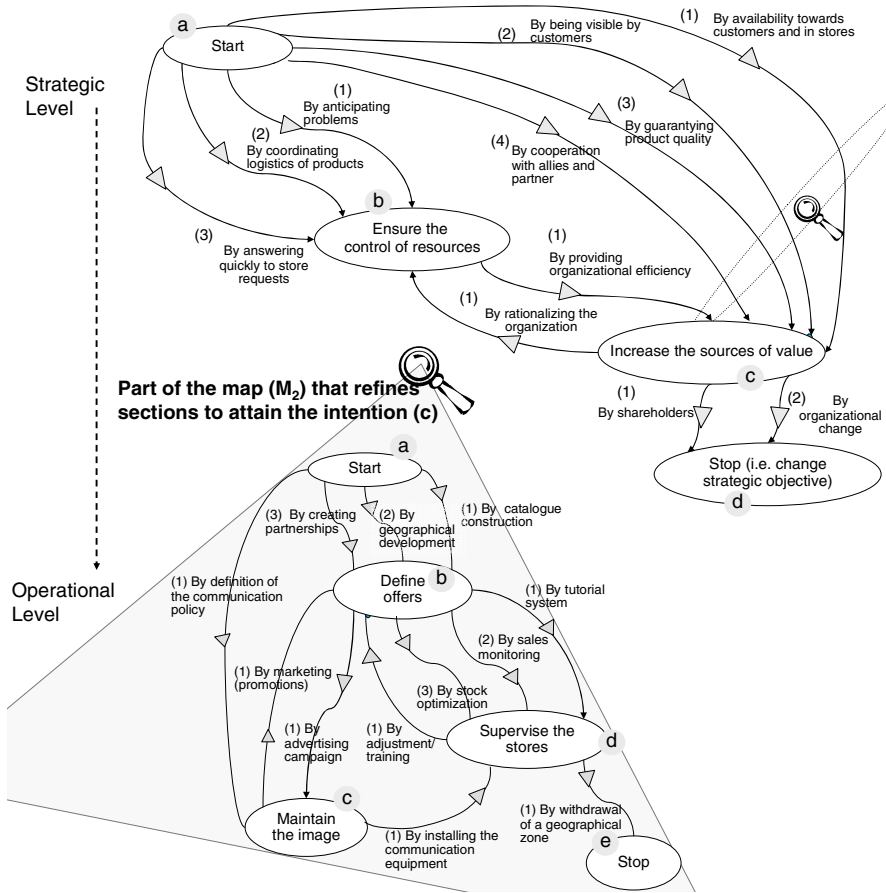 a
Start
(1)
By availability towards
customers and in stores
(2)
By being visible by
customers
Strategic
Level
(1)
By anticipating
problems
(3)
By guarantying
product quality
(2)
By coordinating
logistics of products
(4)
By cooperation
with allies and
partner
b
Ensure the
control of resources
(3)
By answering
quickly to store
requests
(1)
By providing
organizational efficiency
(1)
By rationalizing the
organization
Increase the sources of value
c
(1)
By shareholders
(2)
By
organizational
change
Stop (i.e. change
strategic objective)
d
Part of the map (M2) that refines
sections to attain the intention (c)
a
Start
(3) By creating
partnerships
(2) By
geographical
development
(1) By catalogue
construction
Operational
Level
(1) By definition of
the communication
policy
b
Define
offers
(1) By tutorial
system
(2) By sales
monitoring
(1) By marketing
(promotions)
(3) By stock
optimization
(1) By
advertising
campaign
(1) By
adjustment/
training
Supervise the
stores
d
c
Maintain
the image
(1) By installing the
communication
equipment
(1) By withdrawal
of a geographical
zone
e
Stop